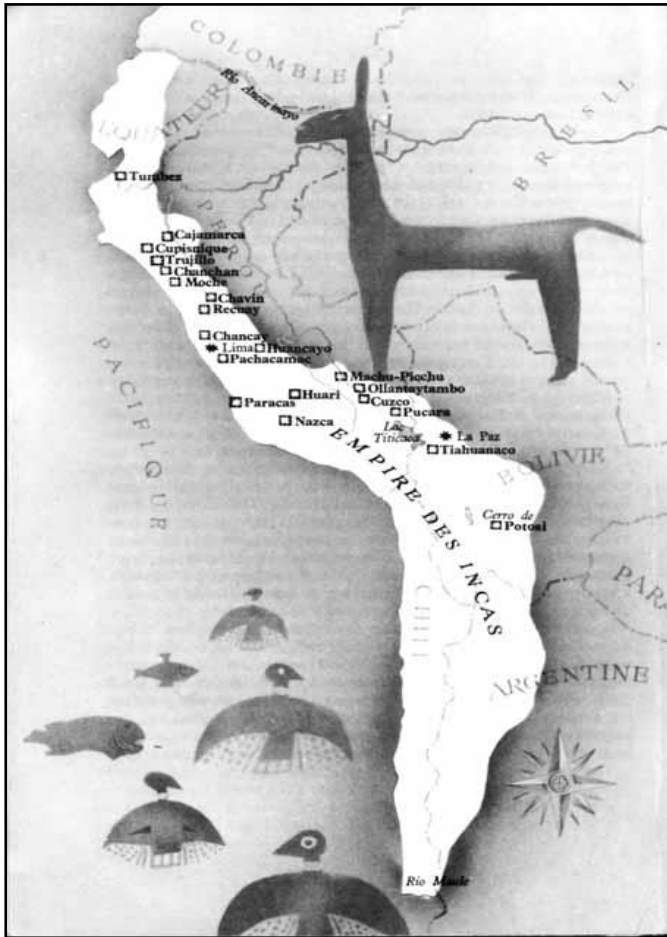 COLOMBIE
EQUATEUR
BRESIL
PEROU
Tumbez
Cajamarca
Cupisnique
Trujillo
Chanchan
Moche
Chavin
Recuay
Chancay
Lima
Huancayo
Pachacamac
PACIFIQUE
Machu-Picchu
Ollantaytambo
Cuzco
Paracas
Huari
Pucara
Nazca
Lac
Titicaca
La Paz
Tiahuanaco
EMPIRE DES INCAS
BOLIVIE
Cerro de
Potosi
PARA
CHILI
ARGENTINE
Rio Maule